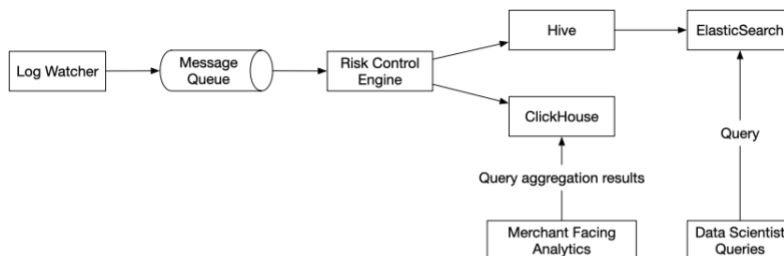 Hive
ElasticSearch
Log Watcher
Message
Queue
Risk Control
Engine
ClickHouse
Query
Query aggregation results
Merchant Facing
Analytics
Data Scientist
Queries